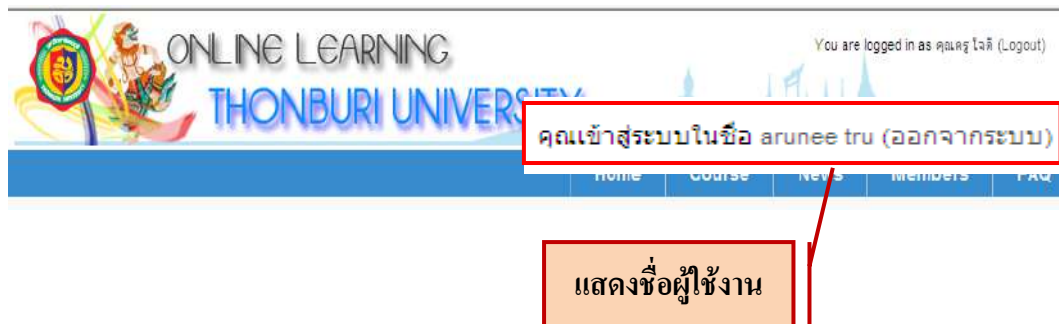 ONLINE LEARNING
You are logged in as คุณครู ใจดี (Logout)
THONBURI UNIVERSITY
คุณเข้าสู่ระบบในชื่อ arunee tru (ออกจากระบบ)
Home Course News Members FAQ
แสดงชื่อผู้ใช้งาน